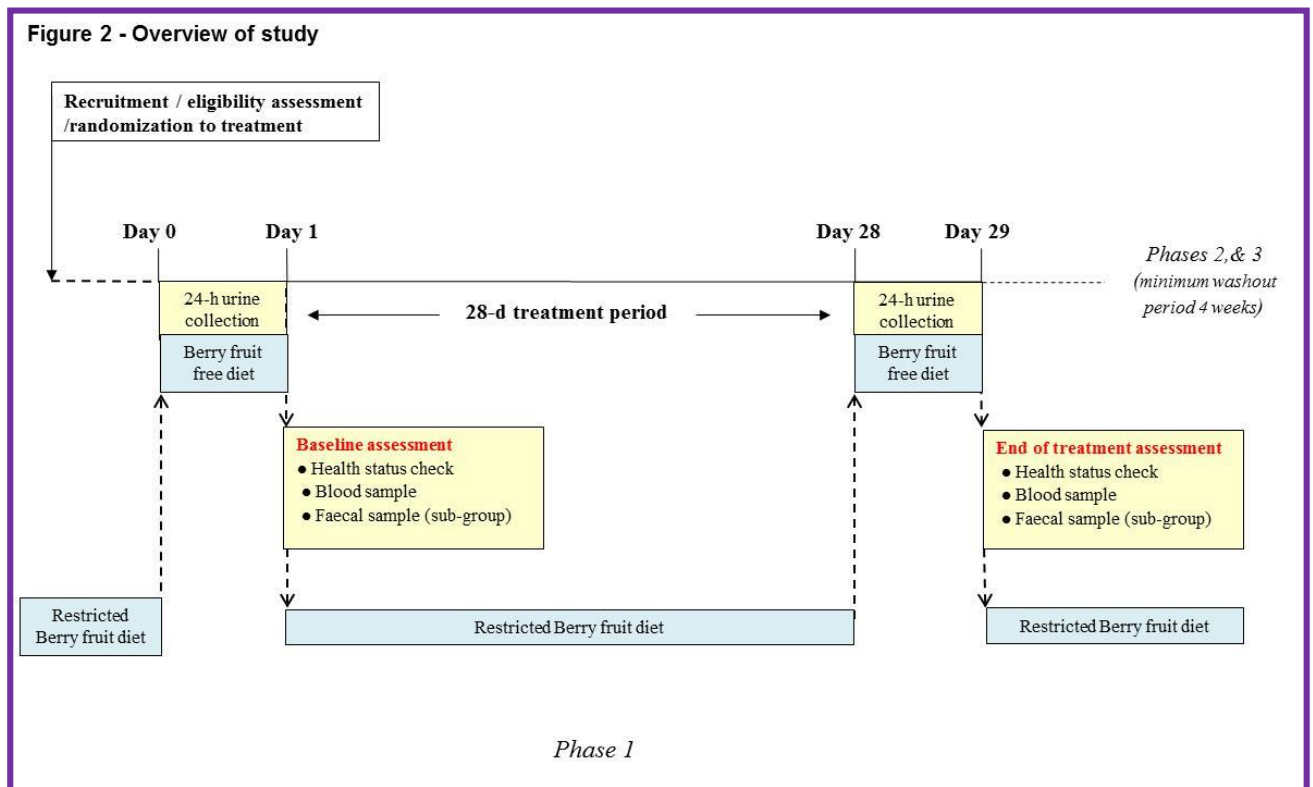 Figure 2 - Overview of study
Recruitment / eligibility assessment
/randomization to treatment
Day 0
Day 1
Day 28
Day 29
Phases 2,& 3
(minimum washout
period 4 weeks)
24-h urine
collection
28-d treatment period
24-h urine
collection
Berry fruit
free diet
Berry fruit
free diet
Baseline assessment
● Health status check
● Blood sample
● Faecal sample (sub-group)
End of treatment assessment
● Health status check
● Blood sample
● Faecal sample (sub-group)
Restricted
Berry fruit diet
Restricted Berry fruit diet
Restricted Berry fruit diet
Phase 1